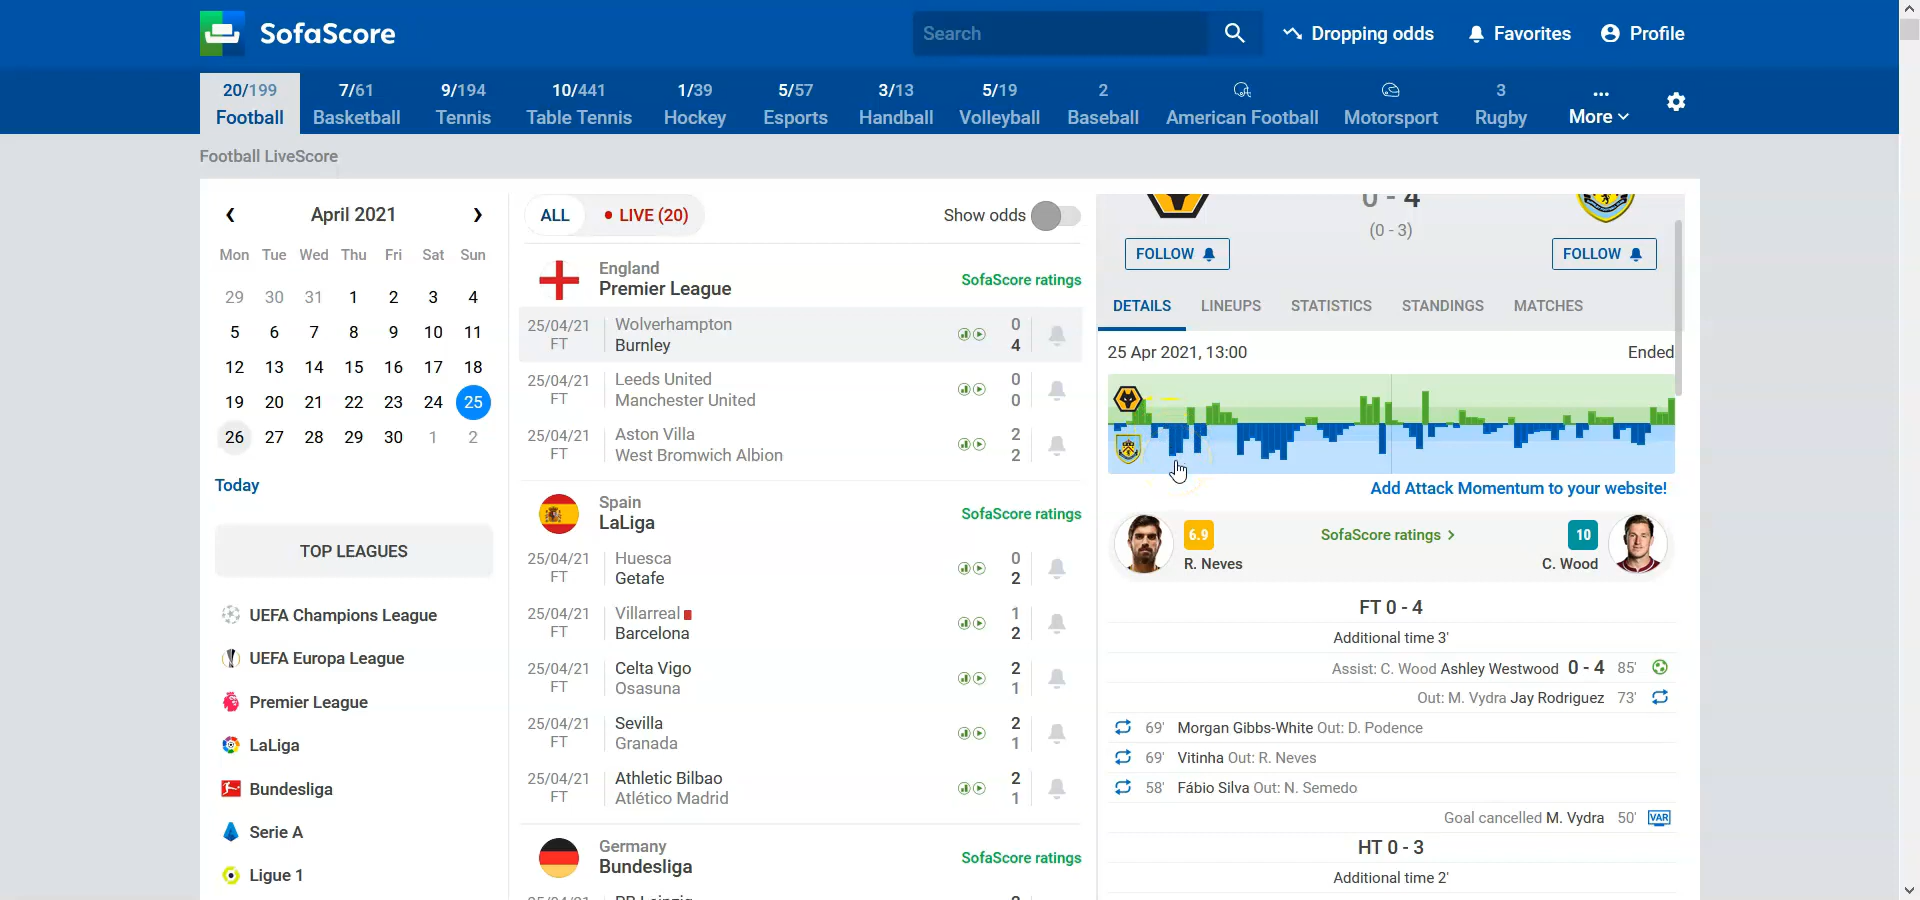 SofaScore
Search
Dropping odds
Favorites
Profile
20/199
Football
7/61
Basketball
9/194
Tennis
10/441
Table Tennis
1/39
Hockey
5/57
Esports
3/13
Handball
5/19
Volleyball
2
Baseball
American Football
Motorsport
3
Rugby
More
Football LiveScore
April 2021
Mon Tue Wed Thu Fri Sat Sun
29 30 31 1 2 3 4
5 6 7 8 9 10 11
12 13 14 15 16 17 18
19 20 21 22 23 24 25
26 27 28 29 30 1 2
Today
TOP LEAGUES
UEFA Champions League
UEFA Europa League
Premier League
LaLiga
Bundesliga
Serie A
Ligue 1
ALL
LIVE (20)
Show odds
England
Premier League
SofaScore ratings
25/04/21 Wolverhampton 0
FT Burnley 4
25/04/21 Leeds United 0
FT Manchester United 0
25/04/21 Aston Villa 2
FT West Bromwich Albion 2
Spain
LaLiga
SofaScore ratings
25/04/21 Huesca 0
FT Getafe 2
25/04/21 Villarreal 1
FT Barcelona 2
25/04/21 Celta Vigo 2
FT Osasuna 1
25/04/21 Sevilla 2
FT Granada 1
25/04/21 Athletic Bilbao 2
FT Atlético Madrid 1
Germany
Bundesliga
SofaScore ratings
0 - 4
(0 - 3)
FOLLOW
FOLLOW
DETAILS LINEUPS STATISTICS STANDINGS MATCHES
25 Apr 2021, 13:00 Ended
Add Attack Momentum to your website!
6.9
R. Neves
SofaScore ratings
10
C. Wood
FT 0 - 4
Additional time 3'
Assist: C. Wood Ashley Westwood 0 - 4 85'
Out: M. Vydra Jay Rodriguez 73'
69' Morgan Gibbs-White Out: D. Podence
69' Vitinha Out: R. Neves
58' Fábio Silva Out: N. Semedo
Goal cancelled M. Vydra 50' VAR
HT 0 - 3
Additional time 2'